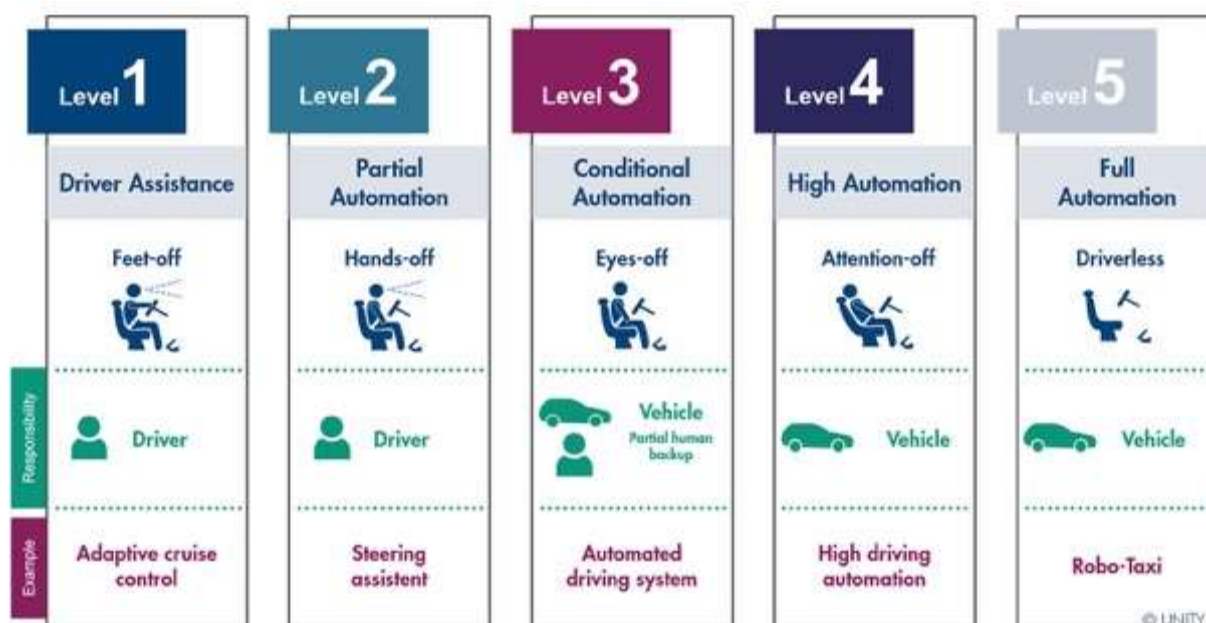 Level 1
Level 2
Level 3
Level 4
Level 5
Driver Assistance
Partial
Automation
Conditional
Automation
High Automation
Full
Automation
Feet-off
Hands-off
Eyes-off
Attention-off
Driverless
Responsibility
Driver
Driver
Vehicle
Partial human
backup
Vehicle
Vehicle
Example
Adaptive cruise
control
Steering
assistent
Automated
driving system
High driving
automation
Robo-Taxi
© UNITY